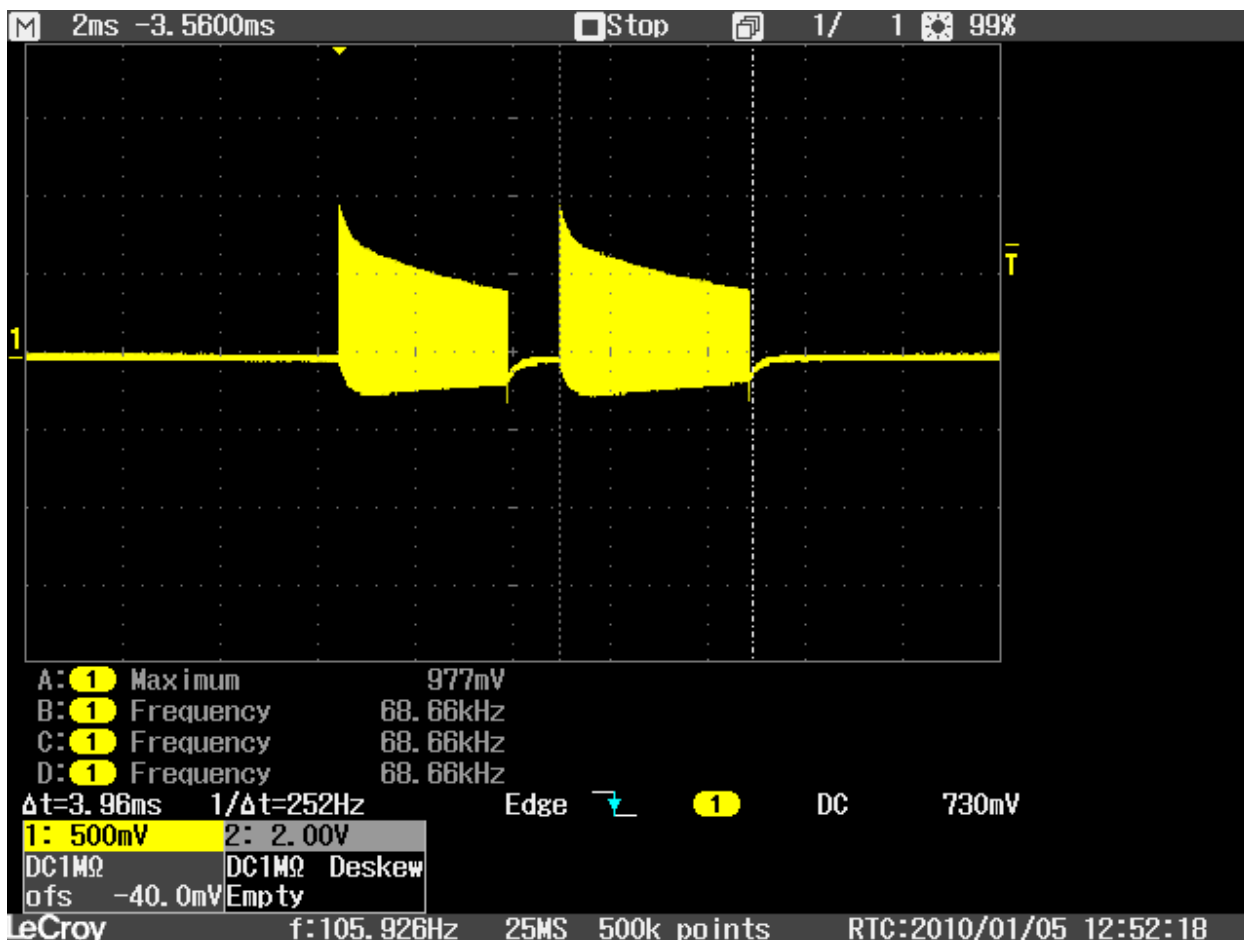 M 2ms -3.5600ms Stop 1/ 1 99%
T
1
A: 1 Maximum 977mV
B: 1 Frequency 68.66kHz
C: 1 Frequency 68.66kHz
D: 1 Frequency 68.66kHz
Δt=3.96ms 1/Δt=252Hz Edge 1 DC 730mV
1: 500mV 2: 2.00V
DC1MΩ DC1MΩ Deskew
ofs -40.0mV Empty
LeCroy f:105.926Hz 25MS 500k points RTC:2010/01/05 12:52:18